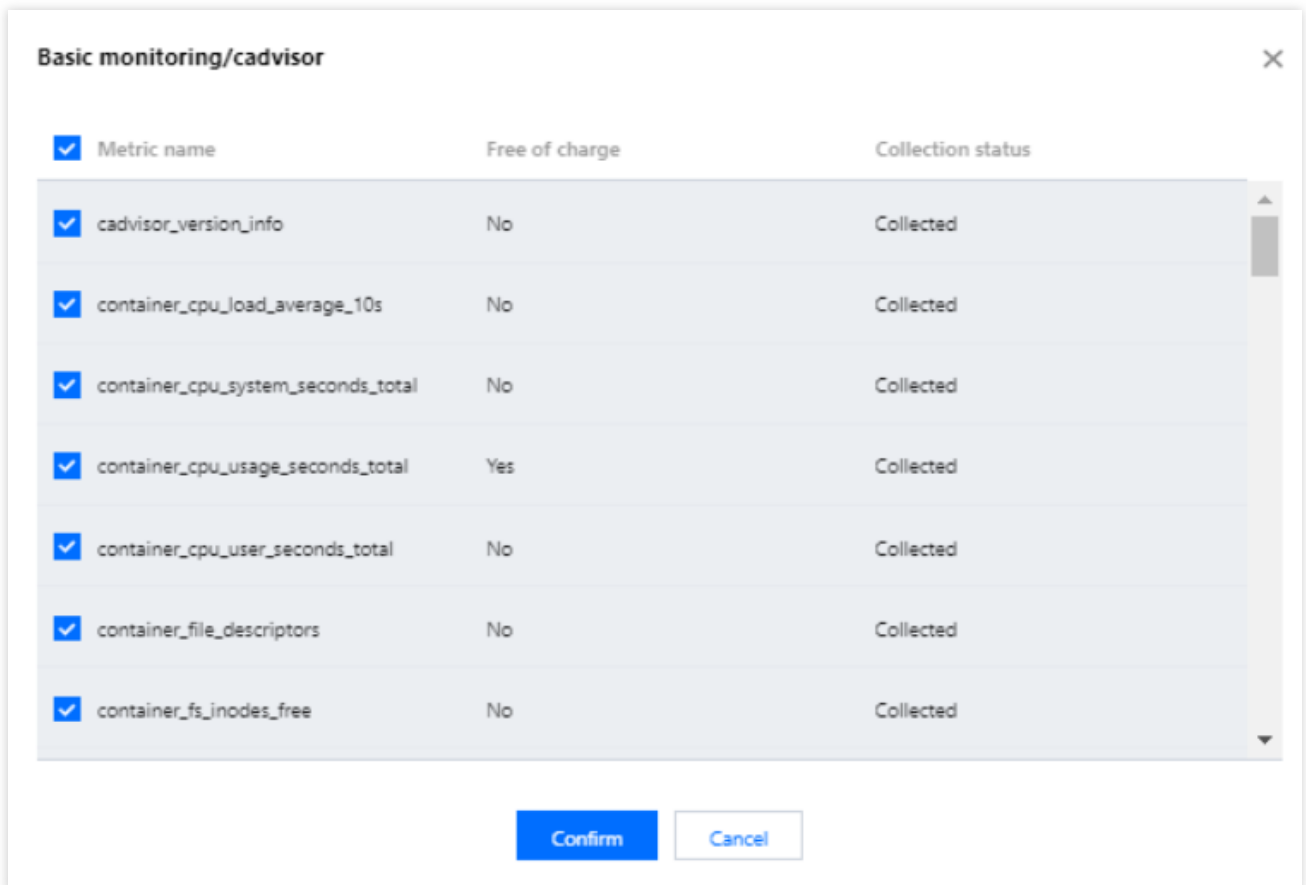 Basic monitoring/cadvisor
Metric name Free of charge Collection status
cadvisor_version_info No Collected
container_cpu_load_average_10s No Collected
container_cpu_system_seconds_total No Collected
container_cpu_usage_seconds_total Yes Collected
container_cpu_user_seconds_total No Collected
container_file_descriptors No Collected
container_fs_inodes_free No Collected
Confirm Cancel